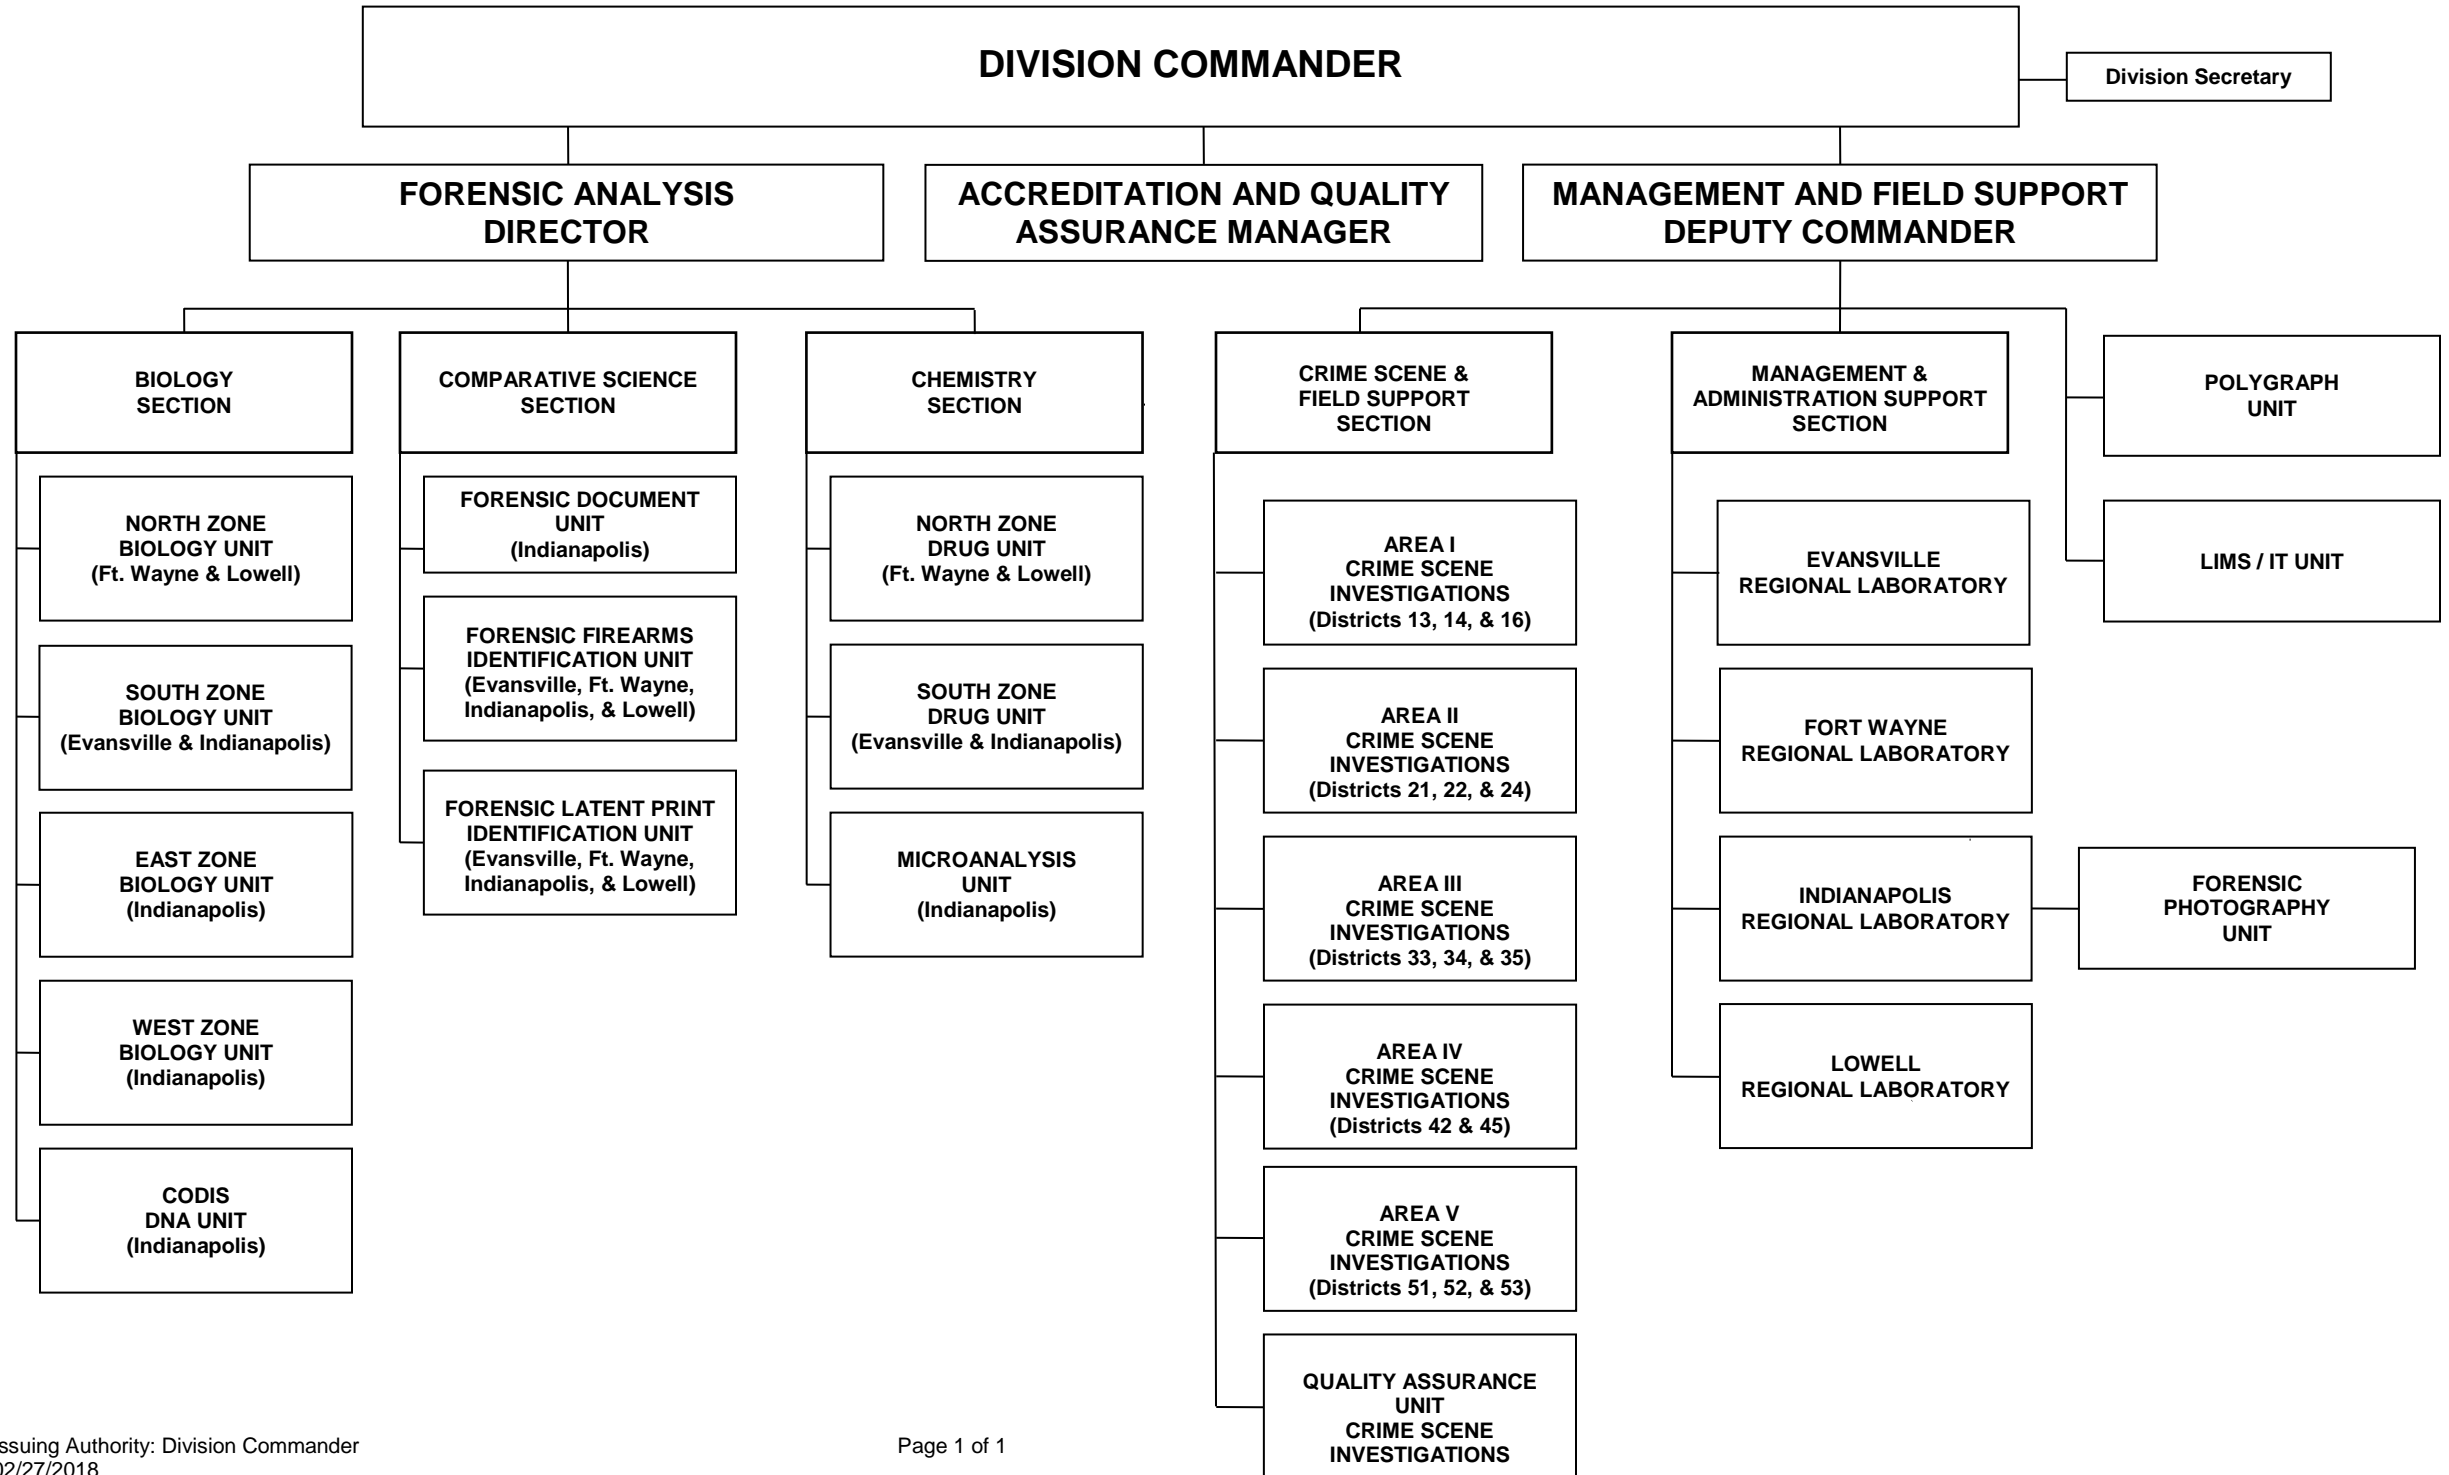 DIVISION COMMANDER
Division Secretary
FORENSIC ANALYSIS
DIRECTOR
ACCREDITATION AND QUALITY
ASSURANCE MANAGER
MANAGEMENT AND FIELD SUPPORT
DEPUTY COMMANDER
BIOLOGY
SECTION
COMPARATIVE SCIENCE
SECTION
CHEMISTRY
SECTION
CRIME SCENE &
FIELD SUPPORT
SECTION
MANAGEMENT &
ADMINISTRATION SUPPORT
SECTION
POLYGRAPH
UNIT
NORTH ZONE
BIOLOGY UNIT
(Ft. Wayne & Lowell)
SOUTH ZONE
BIOLOGY UNIT
(Evansville & Indianapolis)
EAST ZONE
BIOLOGY UNIT
(Indianapolis)
WEST ZONE
BIOLOGY UNIT
(Indianapolis)
CODIS
DNA UNIT
(Indianapolis)
FORENSIC DOCUMENT
UNIT
(Indianapolis)
FORENSIC FIREARMS
IDENTIFICATION UNIT
(Evansville, Ft. Wayne,
Indianapolis, & Lowell)
FORENSIC LATENT PRINT
IDENTIFICATION UNIT
(Evansville, Ft. Wayne,
Indianapolis, & Lowell)
NORTH ZONE
DRUG UNIT
(Ft. Wayne & Lowell)
SOUTH ZONE
DRUG UNIT
(Evansville & Indianapolis)
MICROANALYSIS
UNIT
(Indianapolis)
AREA I
CRIME SCENE
INVESTIGATIONS
(Districts 13, 14, & 16)
AREA II
CRIME SCENE
INVESTIGATIONS
(Districts 21, 22, & 24)
AREA III
CRIME SCENE
INVESTIGATIONS
(Districts 33, 34, & 35)
AREA IV
CRIME SCENE
INVESTIGATIONS
(Districts 42 & 45)
AREA V
CRIME SCENE
INVESTIGATIONS
(Districts 51, 52, & 53)
QUALITY ASSURANCE
UNIT
CRIME SCENE
INVESTIGATIONS
EVANSVILLE
REGIONAL LABORATORY
FORT WAYNE
REGIONAL LABORATORY
INDIANAPOLIS
REGIONAL LABORATORY
LOWELL
REGIONAL LABORATORY
LIMS / IT UNIT
FORENSIC
PHOTOGRAPHY
UNIT
ssuing Authority: Division Commander
02/27/2018
Page 1 of 1